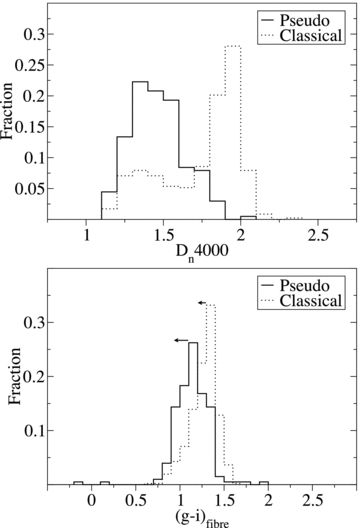 Pseudo
Classical
Fraction
0.3
0.25
0.2
0.15
0.1
0.05
1 1.5 2 2.5
Dn4000
Pseudo
Classical
Fraction
0.3
0.2
0.1
0 0.5 1 1.5 2 2.5
(g-i)fibre